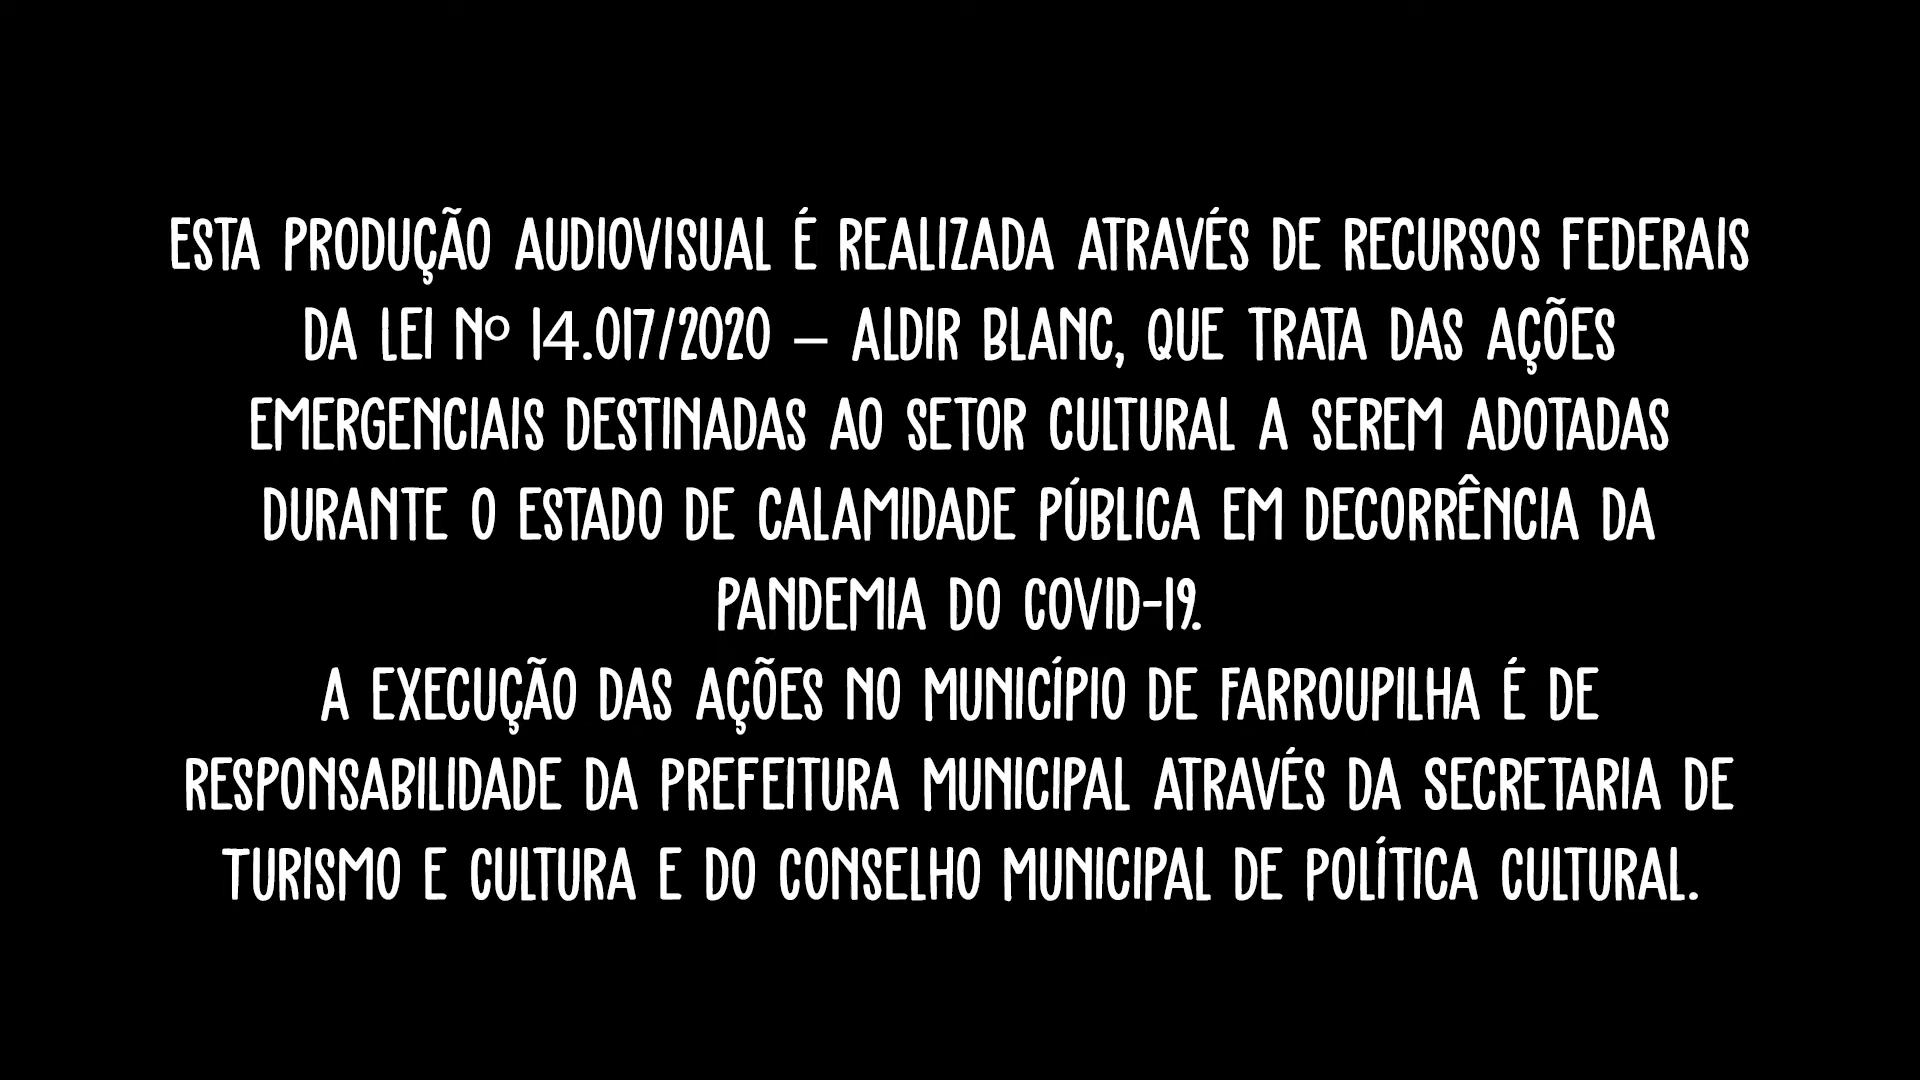 ESTA PRODUÇÃO AUDIOVISUAL É REALIZADA ATRAVÉS DE RECURSOS FEDERAIS
DA LEI Nº 14.017/2020 – ALDIR BLANC, QUE TRATA DAS AÇÕES
EMERGENCIAIS DESTINADAS AO SETOR CULTURAL A SEREM ADOTADAS
DURANTE O ESTADO DE CALAMIDADE PÚBLICA EM DECORRÊNCIA DA
PANDEMIA DO COVID-19.
A EXECUÇÃO DAS AÇÕES NO MUNICÍPIO DE FARROUPILHA É DE
RESPONSABILIDADE DA PREFEITURA MUNICIPAL ATRAVÉS DA SECRETARIA DE
TURISMO E CULTURA E DO CONSELHO MUNICIPAL DE POLÍTICA CULTURAL.